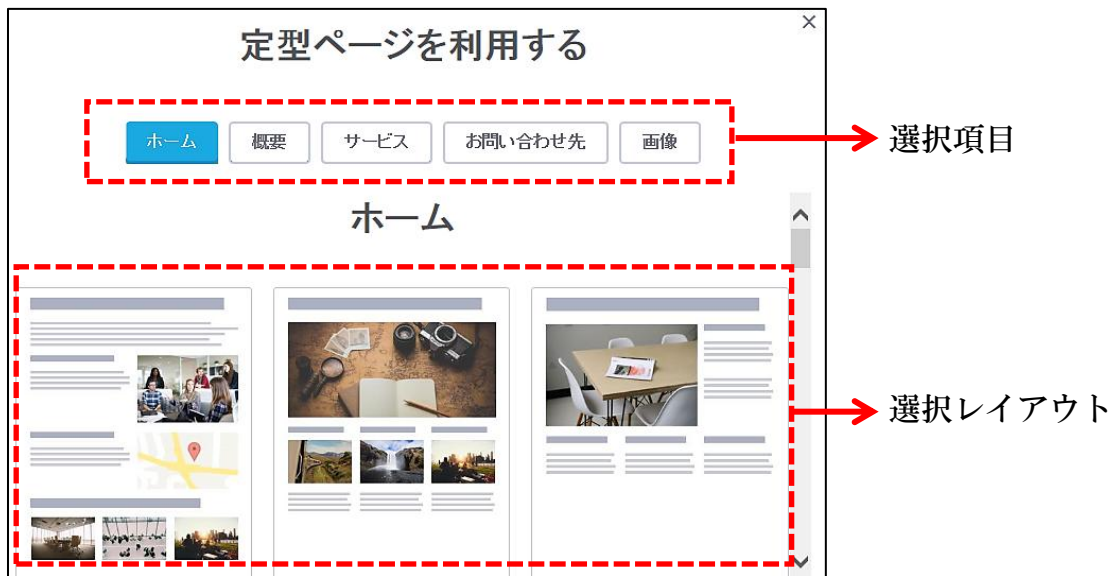 定型ページを利用する
ホーム 概要 サービス お問い合わせ先 画像
選択項目
ホーム
選択レイアウト